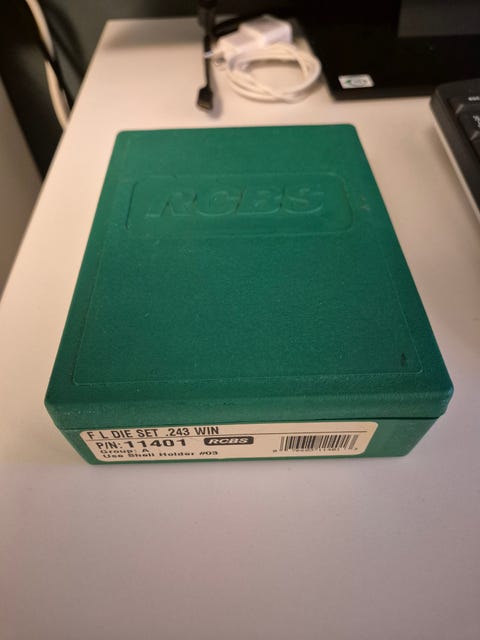 RCBS
F L DIE SET .243 WIN
P/N: 11401 RCBS
Group: A
Use Shell Holder #03